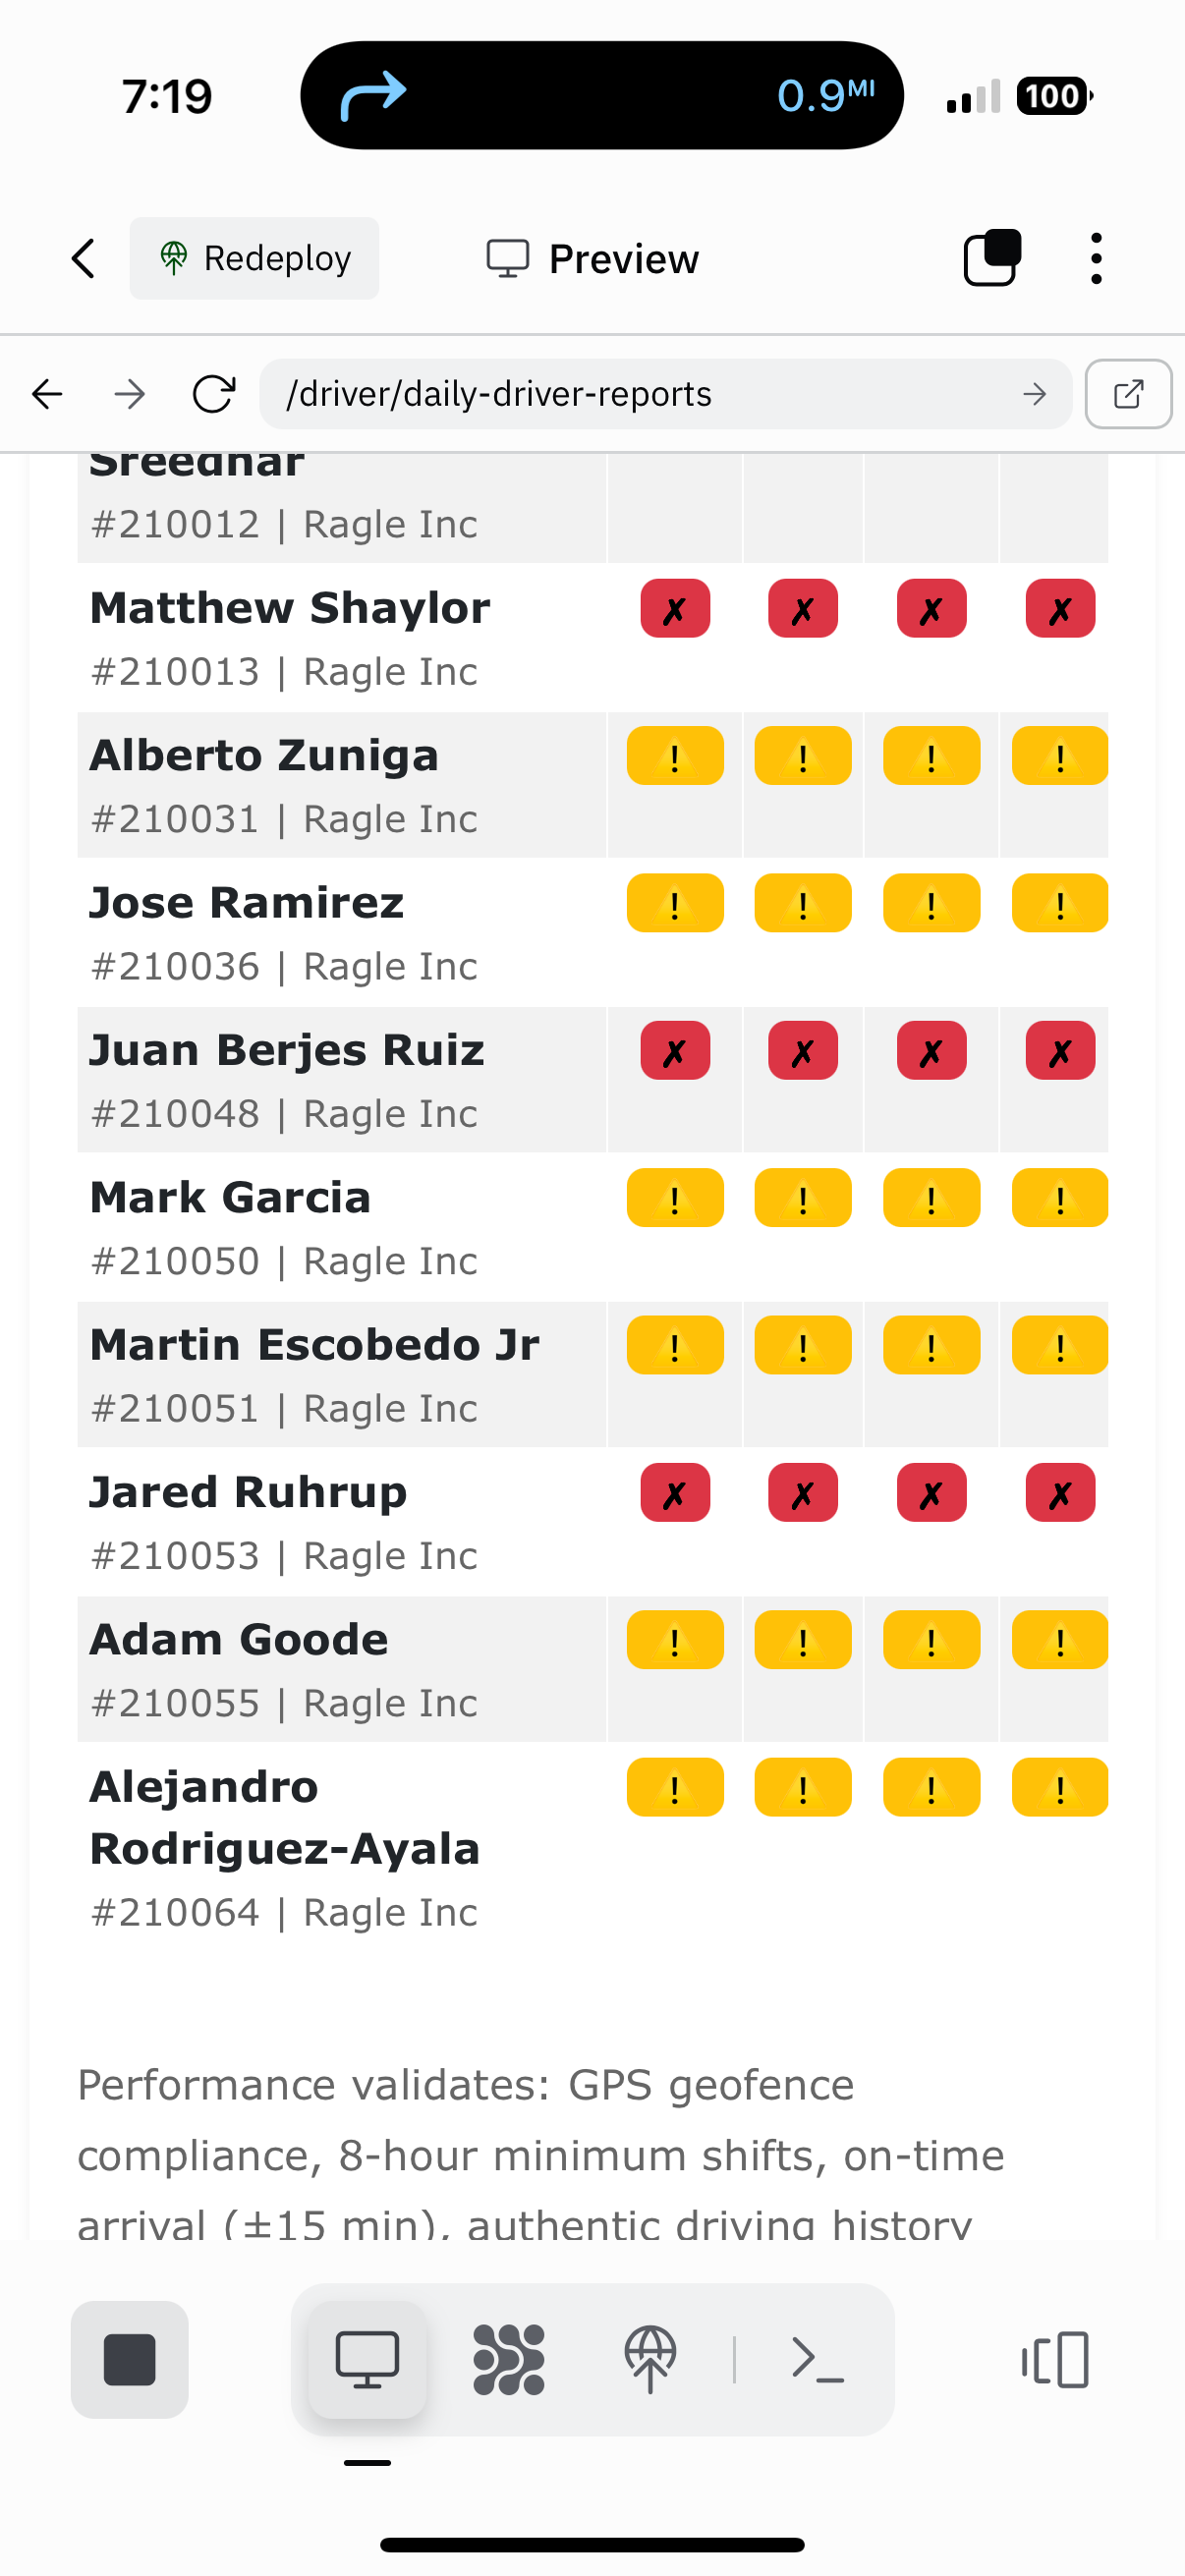 7:19
0.9MI
100
Redeploy
Preview
/driver/daily-driver-reports
Sreedhar
#210012 | Ragle Inc
Matthew Shaylor ✗ ✗ ✗ ✗
#210013 | Ragle Inc
Alberto Zuniga ! ! ! !
#210031 | Ragle Inc
Jose Ramirez ! ! ! !
#210036 | Ragle Inc
Juan Berjes Ruiz ✗ ✗ ✗ ✗
#210048 | Ragle Inc
Mark Garcia ! ! ! !
#210050 | Ragle Inc
Martin Escobedo Jr ! ! ! !
#210051 | Ragle Inc
Jared Ruhrup ✗ ✗ ✗ ✗
#210053 | Ragle Inc
Adam Goode ! ! ! !
#210055 | Ragle Inc
Alejandro ! ! ! !
Rodriguez-Ayala
#210064 | Ragle Inc
Performance validates: GPS geofence
compliance, 8-hour minimum shifts, on-time
arrival (±15 min), authentic driving history